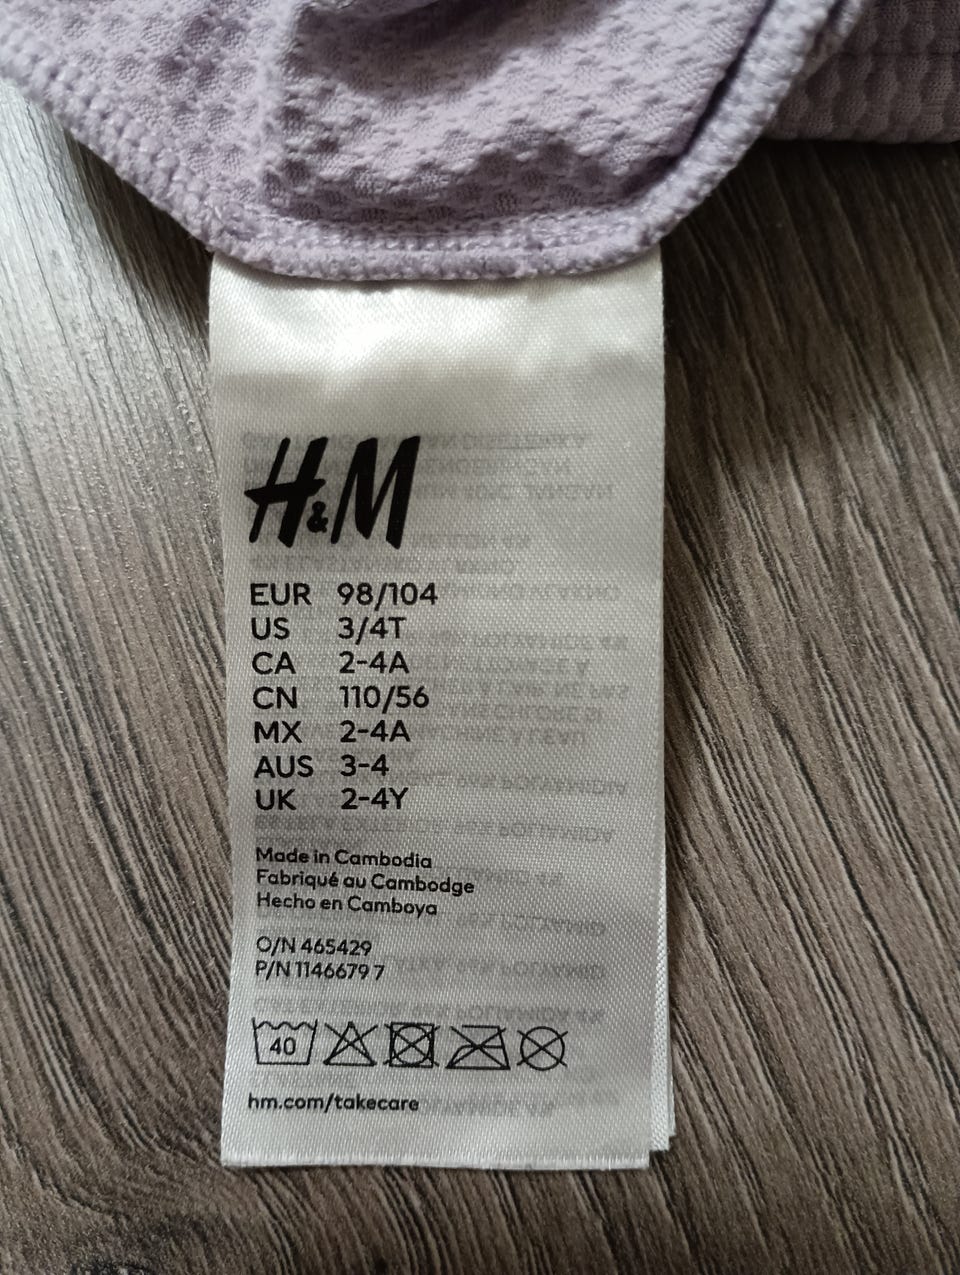 H&M
EUR 98/104
US 3/4T
CA 2-4A
CN 110/56
MX 2-4A
AUS 3-4
UK 2-4Y
Made in Cambodia
Fabriqué au Cambodge
Hecho en Camboya
O/N 465429
P/N 1146679 7
40
hm.com/takecare